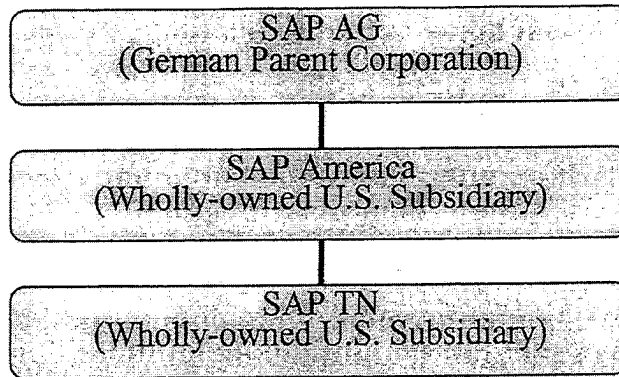 SAP AG
(German Parent Corporation)
SAP America
(Wholly-owned U.S. Subsidiary)
SAP TN
(Wholly-owned U.S. Subsidiary)